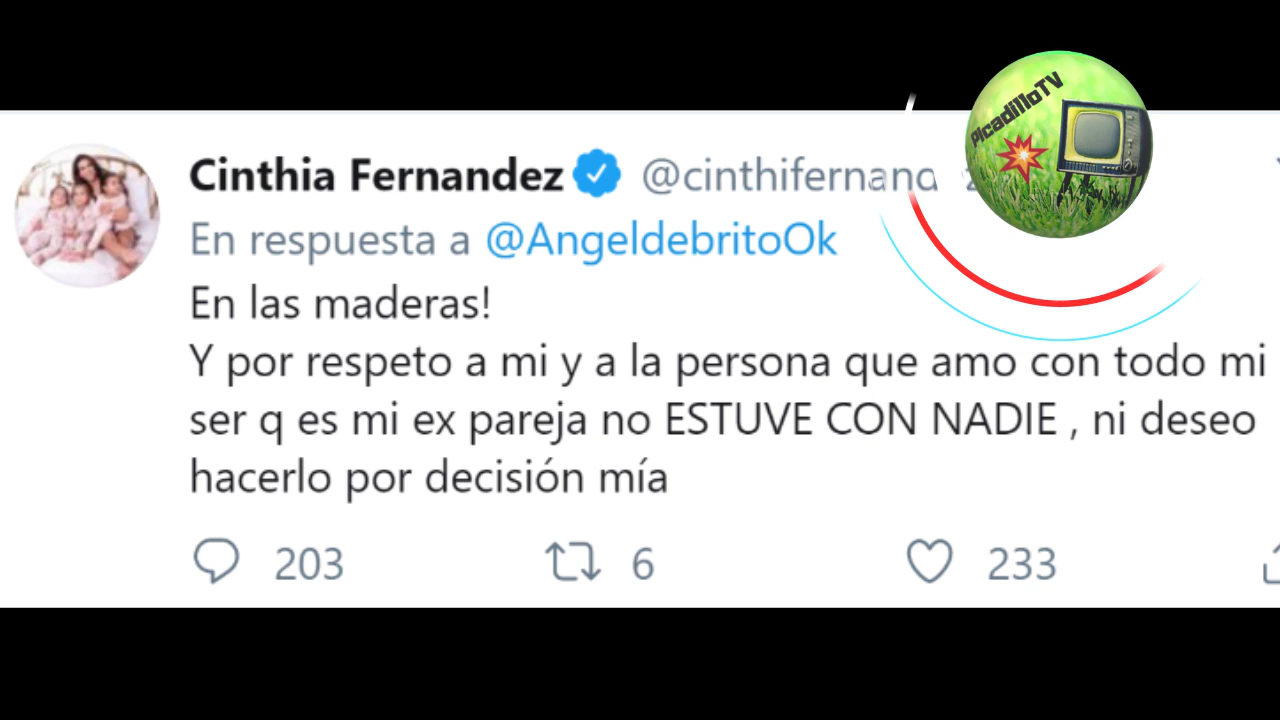 PicadilloTV
Cinthia Fernandez @cinthifernand
En respuesta a @AngeldebritoOk
En las maderas!
Y por respeto a mi y a la persona que amo con todo mi
ser q es mi ex pareja no ESTUVE CON NADIE , ni deseo
hacerlo por decisión mía
203 6 233